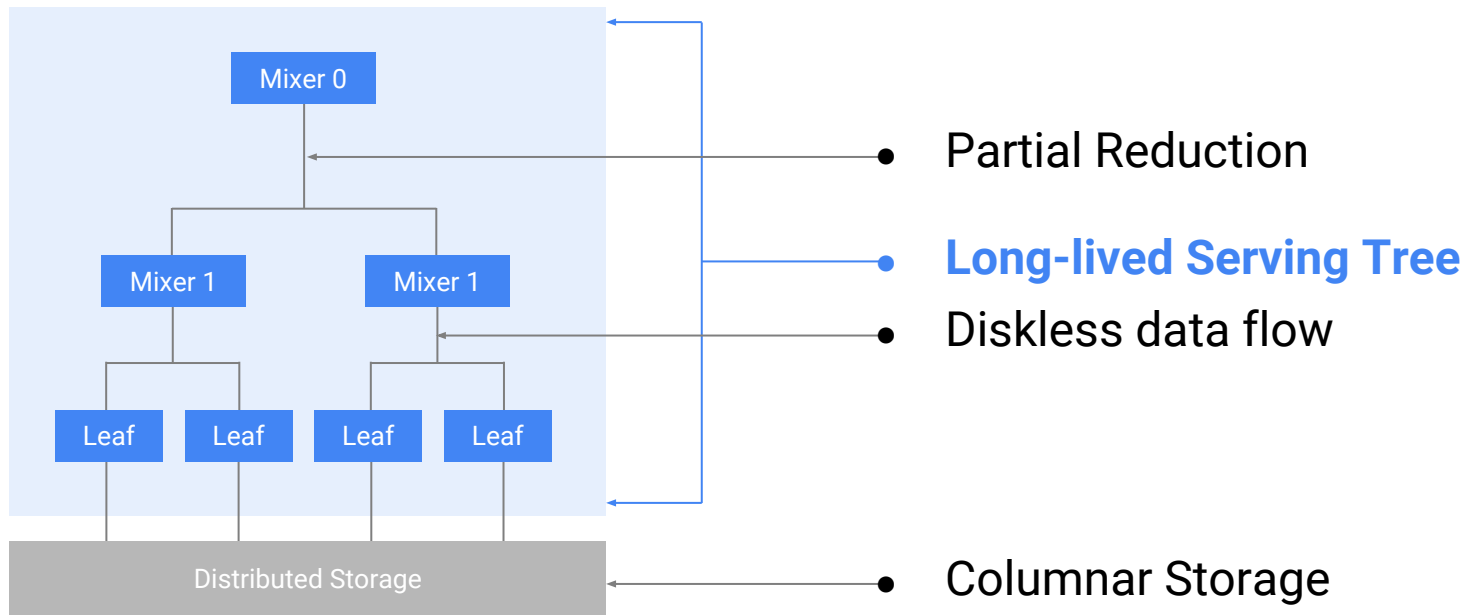 Mixer 0
Partial Reduction
Long-lived Serving Tree
Mixer 1
Mixer 1
Diskless data flow
Leaf
Leaf
Leaf
Leaf
Distributed Storage
Columnar Storage